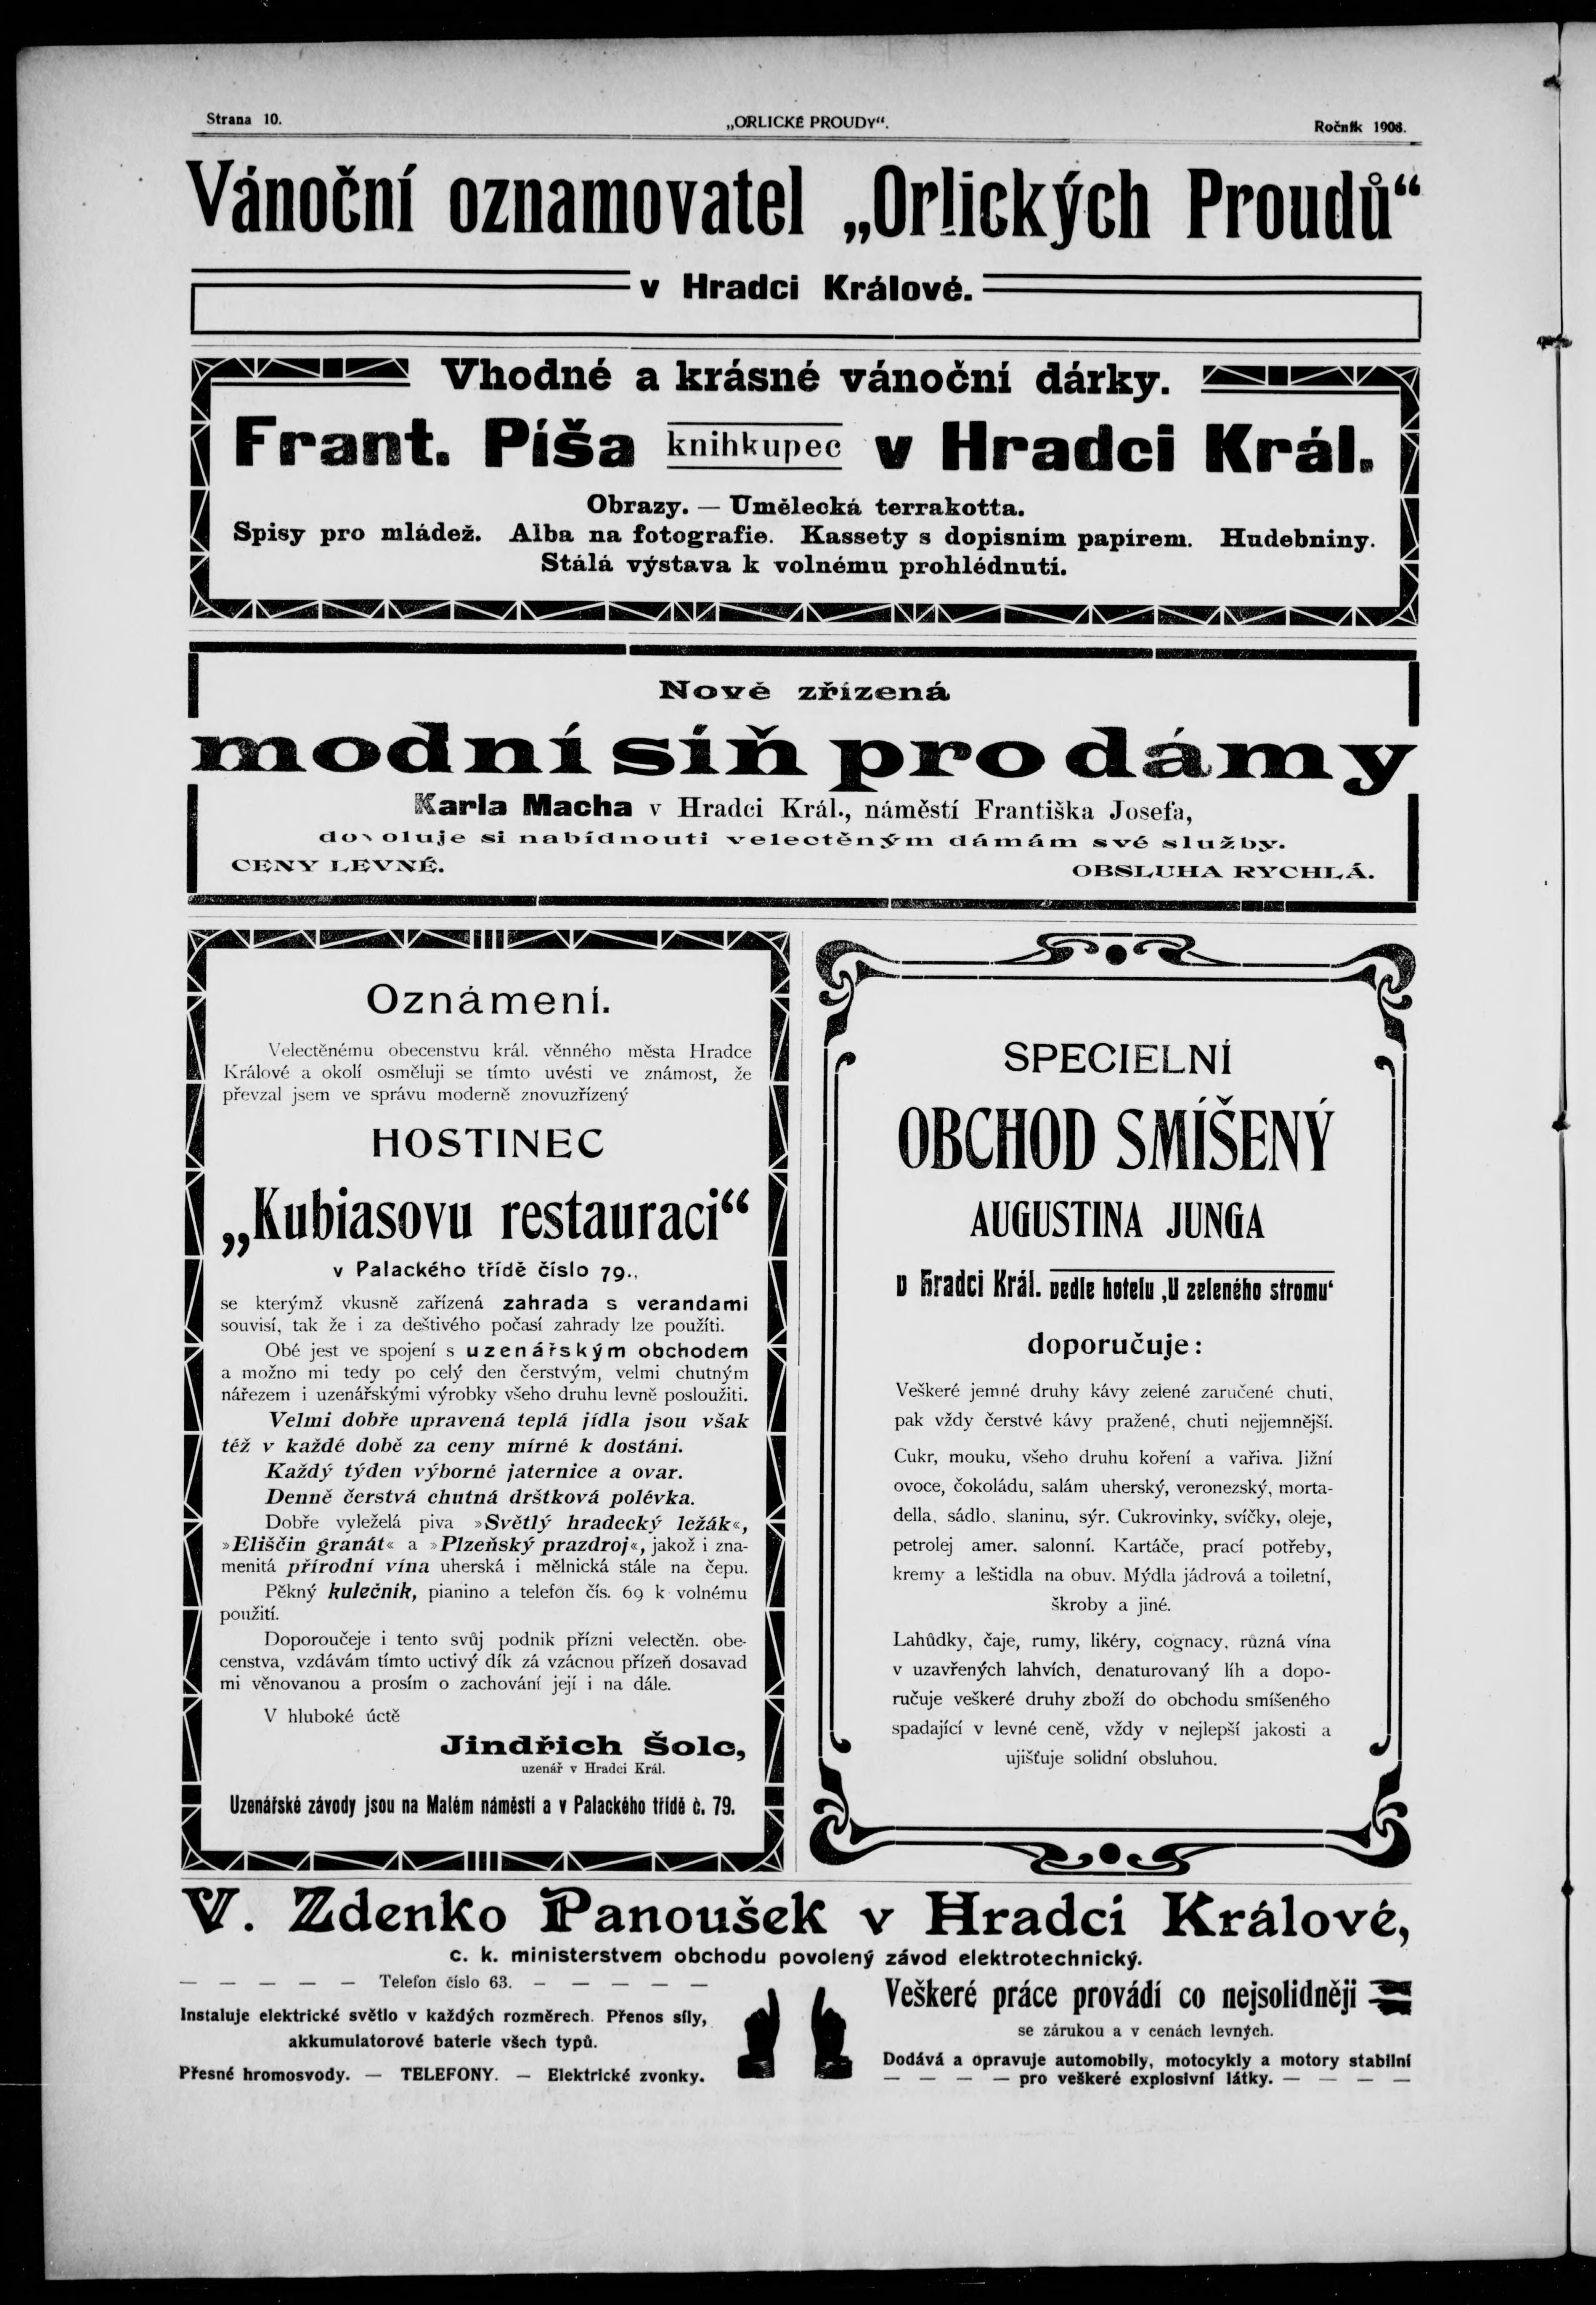 Strana 10.
„ORLICKÉ PROUDY“.
Ročník 1908.
Vánoční oznamovatel „Orlických Proudů“
v Hradci Králové.
Vhodné a krásné vánoční dárky.
Frant. Píša knihkupec v Hradci Král.
Obrazy. — Umělecká terrakotta.
Spisy pro mládež. Alba na fotografie. Kassety s dopisním papírem. Hudebniny.
Stálá výstava k volnému prohlédnutí.
Nově zřízená
modní síň pro dámy
Karla Macha v Hradci Král., náměstí Františka Josefa,
dovoluje si nabídnouti velectěným dámám své služby.
CENY LEVNÉ.
OBSLUHA RYCHLÁ.
Oznámení.
Velectěnému obecenstvu král. věnného města Hradce
Králové a okolí osměluji se tímto uvésti ve známost, že
převzal jsem ve správu moderně znovuzřízený
HOSTINEC
„Kubiasovu restauraci“
v Palackého třídě číslo 79.,
se kterýmž vkusně zařízená zahrada s verandami
souvisí, tak že i za deštivého počasí zahrady lze použíti.
Obé jest ve spojení s uzenářským obchodem
a možno mi tedy po celý den čerstvým, velmi chutným
nářezem i uzenářskými výrobky všeho druhu levně posloužiti.
Velmi dobře upravená teplá jídla jsou však
též v každé době za ceny mírné k dostání.
Každý týden výborné jaternice a ovar.
Denně čerstvá chutná drštková polévka.
Dobře vyleželá piva »Světlý hradecký ležák«,
»Eliščin granát« a »Plzeňský prazdroj«, jakož i zna-
menitá přírodní vína uherská i mělnická stále na čepu.
Pěkný kulečník, pianino a telefon čís. 69 k volnému
použití.
Doporoučeje i tento svůj podnik přízni velectěn. obe-
censtva, vzdávám tímto uctivý dík zá vzácnou přízeň dosavad
mi věnovanou a prosím o zachování její i na dále.
V hluboké úctě
Jindřich Šolc,
uzenář v Hradci Král.
Uzenářské závody jsou na Malém náměstí a v Palackého třídě č. 79.
SPECIELNÍ
OBCHOD SMÍŠENÝ
AUGUSTINA JUNGA
v Hradci Král. vedle hotelu ‚U zeleného stromu‘
doporučuje:
Veškeré jemné druhy kávy zelené zaručené chuti,
pak vždy čerstvé kávy pražené, chuti nejjemnější.
Cukr, mouku, všeho druhu koření a vařiva. Jižní
ovoce, čokoládu, salám uherský, veronezský, morta-
della, sádlo, slaninu, sýr. Cukrovinky, svíčky, oleje,
petrolej amer. salonní. Kartáče, prací potřeby,
kremy a leštidla na obuv. Mýdla jádrová a toiletní,
škroby a jiné.
Lahůdky, čaje, rumy, likéry, cognacy, různá vína
v uzavřených lahvích, denaturovaný líh a dopo-
ručuje veškeré druhy zboží do obchodu smíšeného
spadající v levné ceně, vždy v nejlepší jakosti a
ujišťuje solidní obsluhou.
V. Zdenko Panoušek v Hradci Králové,
c. k. ministerstvem obchodu povolený závod elektrotechnický.
— — — — — Telefon číslo 63. — — — — —
Instaluje elektrické světlo v každých rozměrech. Přenos síly,
akkumulatorové baterie všech typů.
Přesné hromosvody. — TELEFONY. — Elektrické zvonky.
Veškeré práce provádí co nejsolidněji
se zárukou a v cenách levných.
Dodává a opravuje automobily, motocykly a motory stabilní
— — — — pro veškeré explosivní látky. — — — —